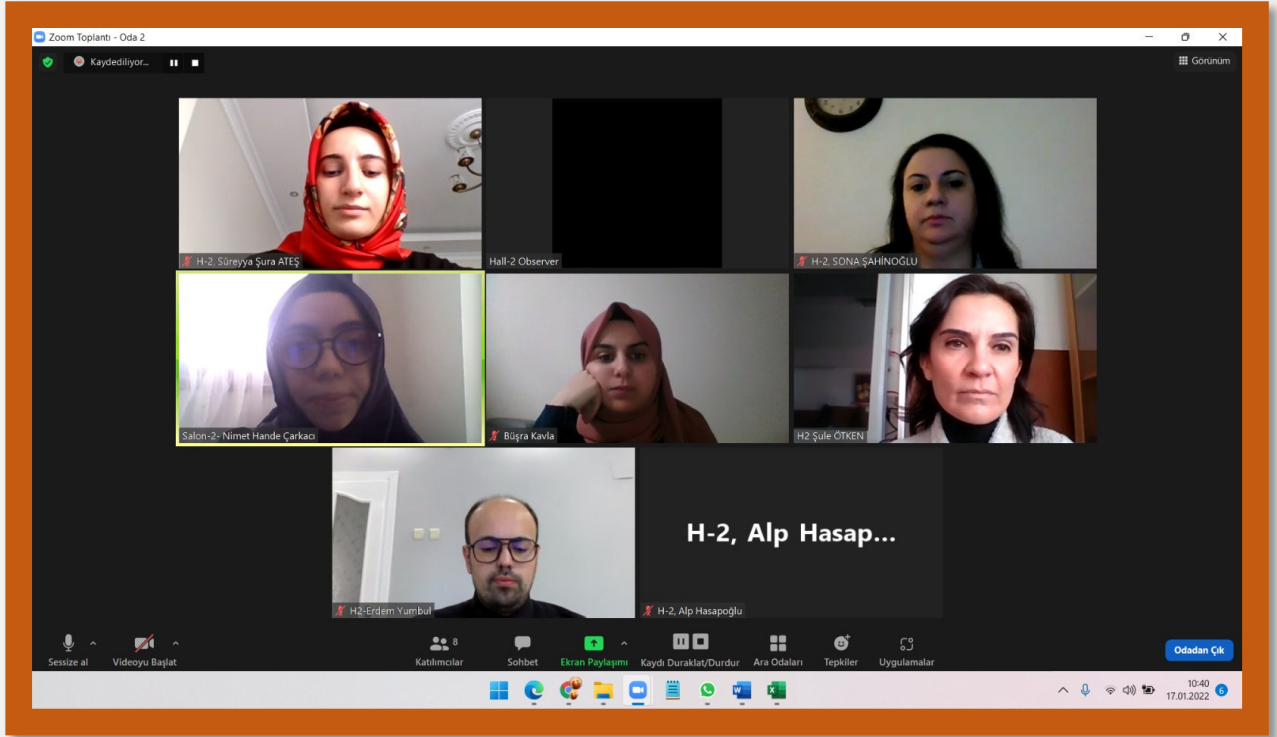 Zoom Toplantı - Oda 2
Kaydediliyor...
Görünüm
H-2, Süreyya Şura ATEŞ
Hall-2 Observer
H-2, SONA ŞAHİNOĞLU
Salon-2- Nimet Hande Çarkacı
Büşra Kavla
H2 Şule ÖTKEN
H2-Erdem Yumbul
H-2, Alp Hasap...
H-2, Alp Hasapoğlu
Sessize al
Videoyu Başlat
8
Katılımcılar
Sohbet
Ekran Paylaşımı
Kaydı Duraklat/Durdur
Ara Odaları
Tepkiler
Uygulamalar
Odadan Çık
10:40
17.01.2022
6